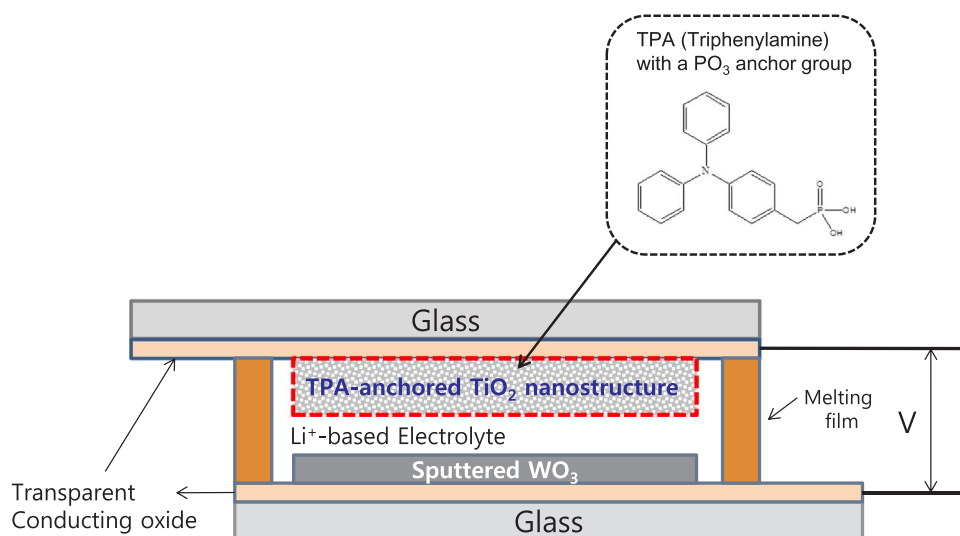 TPA (Triphenylamine)
with a PO₃ anchor group
N
O
P
OH
OH
Glass
TPA-anchored TiO₂ nanostructure
Melting
film
V
Li⁺-based Electrolyte
Sputtered WO₃
Transparent
Conducting oxide
Glass